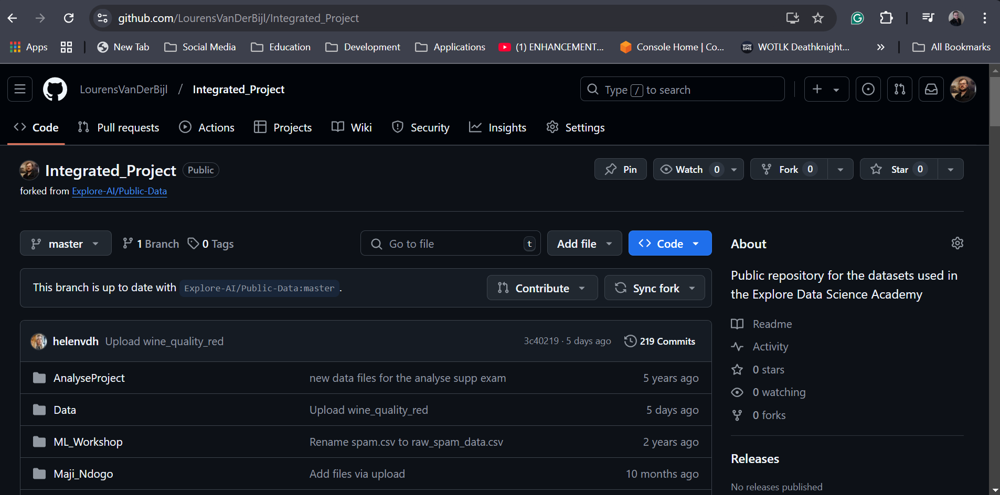 github.com/LourensVanDerBijl/Integrated_Project
Apps New Tab Social Media Education Development Applications (1) ENHANCEMENT... Console Home | Co... WOW SIMS WOTLK Deathknight... » All Bookmarks
LourensVanDerBijl / Integrated_Project Type / to search
Code Pull requests Actions Projects Wiki Security Insights Settings
Integrated_Project Public Pin Watch 0 Fork 0 Star 0
forked from Explore-AI/Public-Data
master 1 Branch 0 Tags Go to file t Add file Code About
Public repository for the datasets used in
the Explore Data Science Academy
This branch is up to date with Explore-AI/Public-Data:master . Contribute Sync fork
Readme
helenvdh Upload wine_quality_red 3c40219 · 5 days ago 219 Commits
Activity
AnalyseProject new data files for the analyse supp exam 5 years ago
0 stars
0 watching
Data Upload wine_quality_red 5 days ago
0 forks
ML_Workshop Rename spam.csv to raw_spam_data.csv 2 years ago
Releases
Maji_Ndogo Add files via upload 10 months ago
No releases published